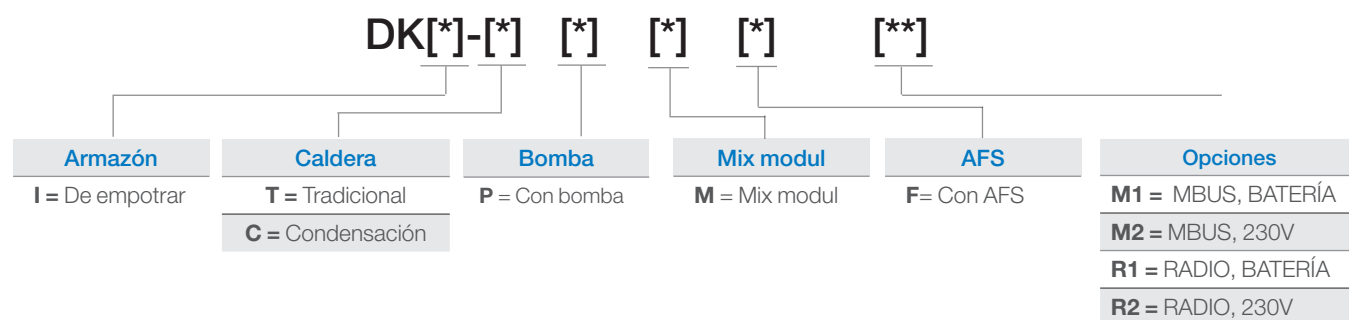 DK[*]-[*] [*] [*] [*] [**]
Armazón Caldera Bomba Mix modul AFS Opciones
I = De empotrar T = Tradicional P = Con bomba M = Mix modul F= Con AFS M1 = MBUS, BATERÍA
C = Condensación M2 = MBUS, 230V
R1 = RADIO, BATERÍA
R2 = RADIO, 230V